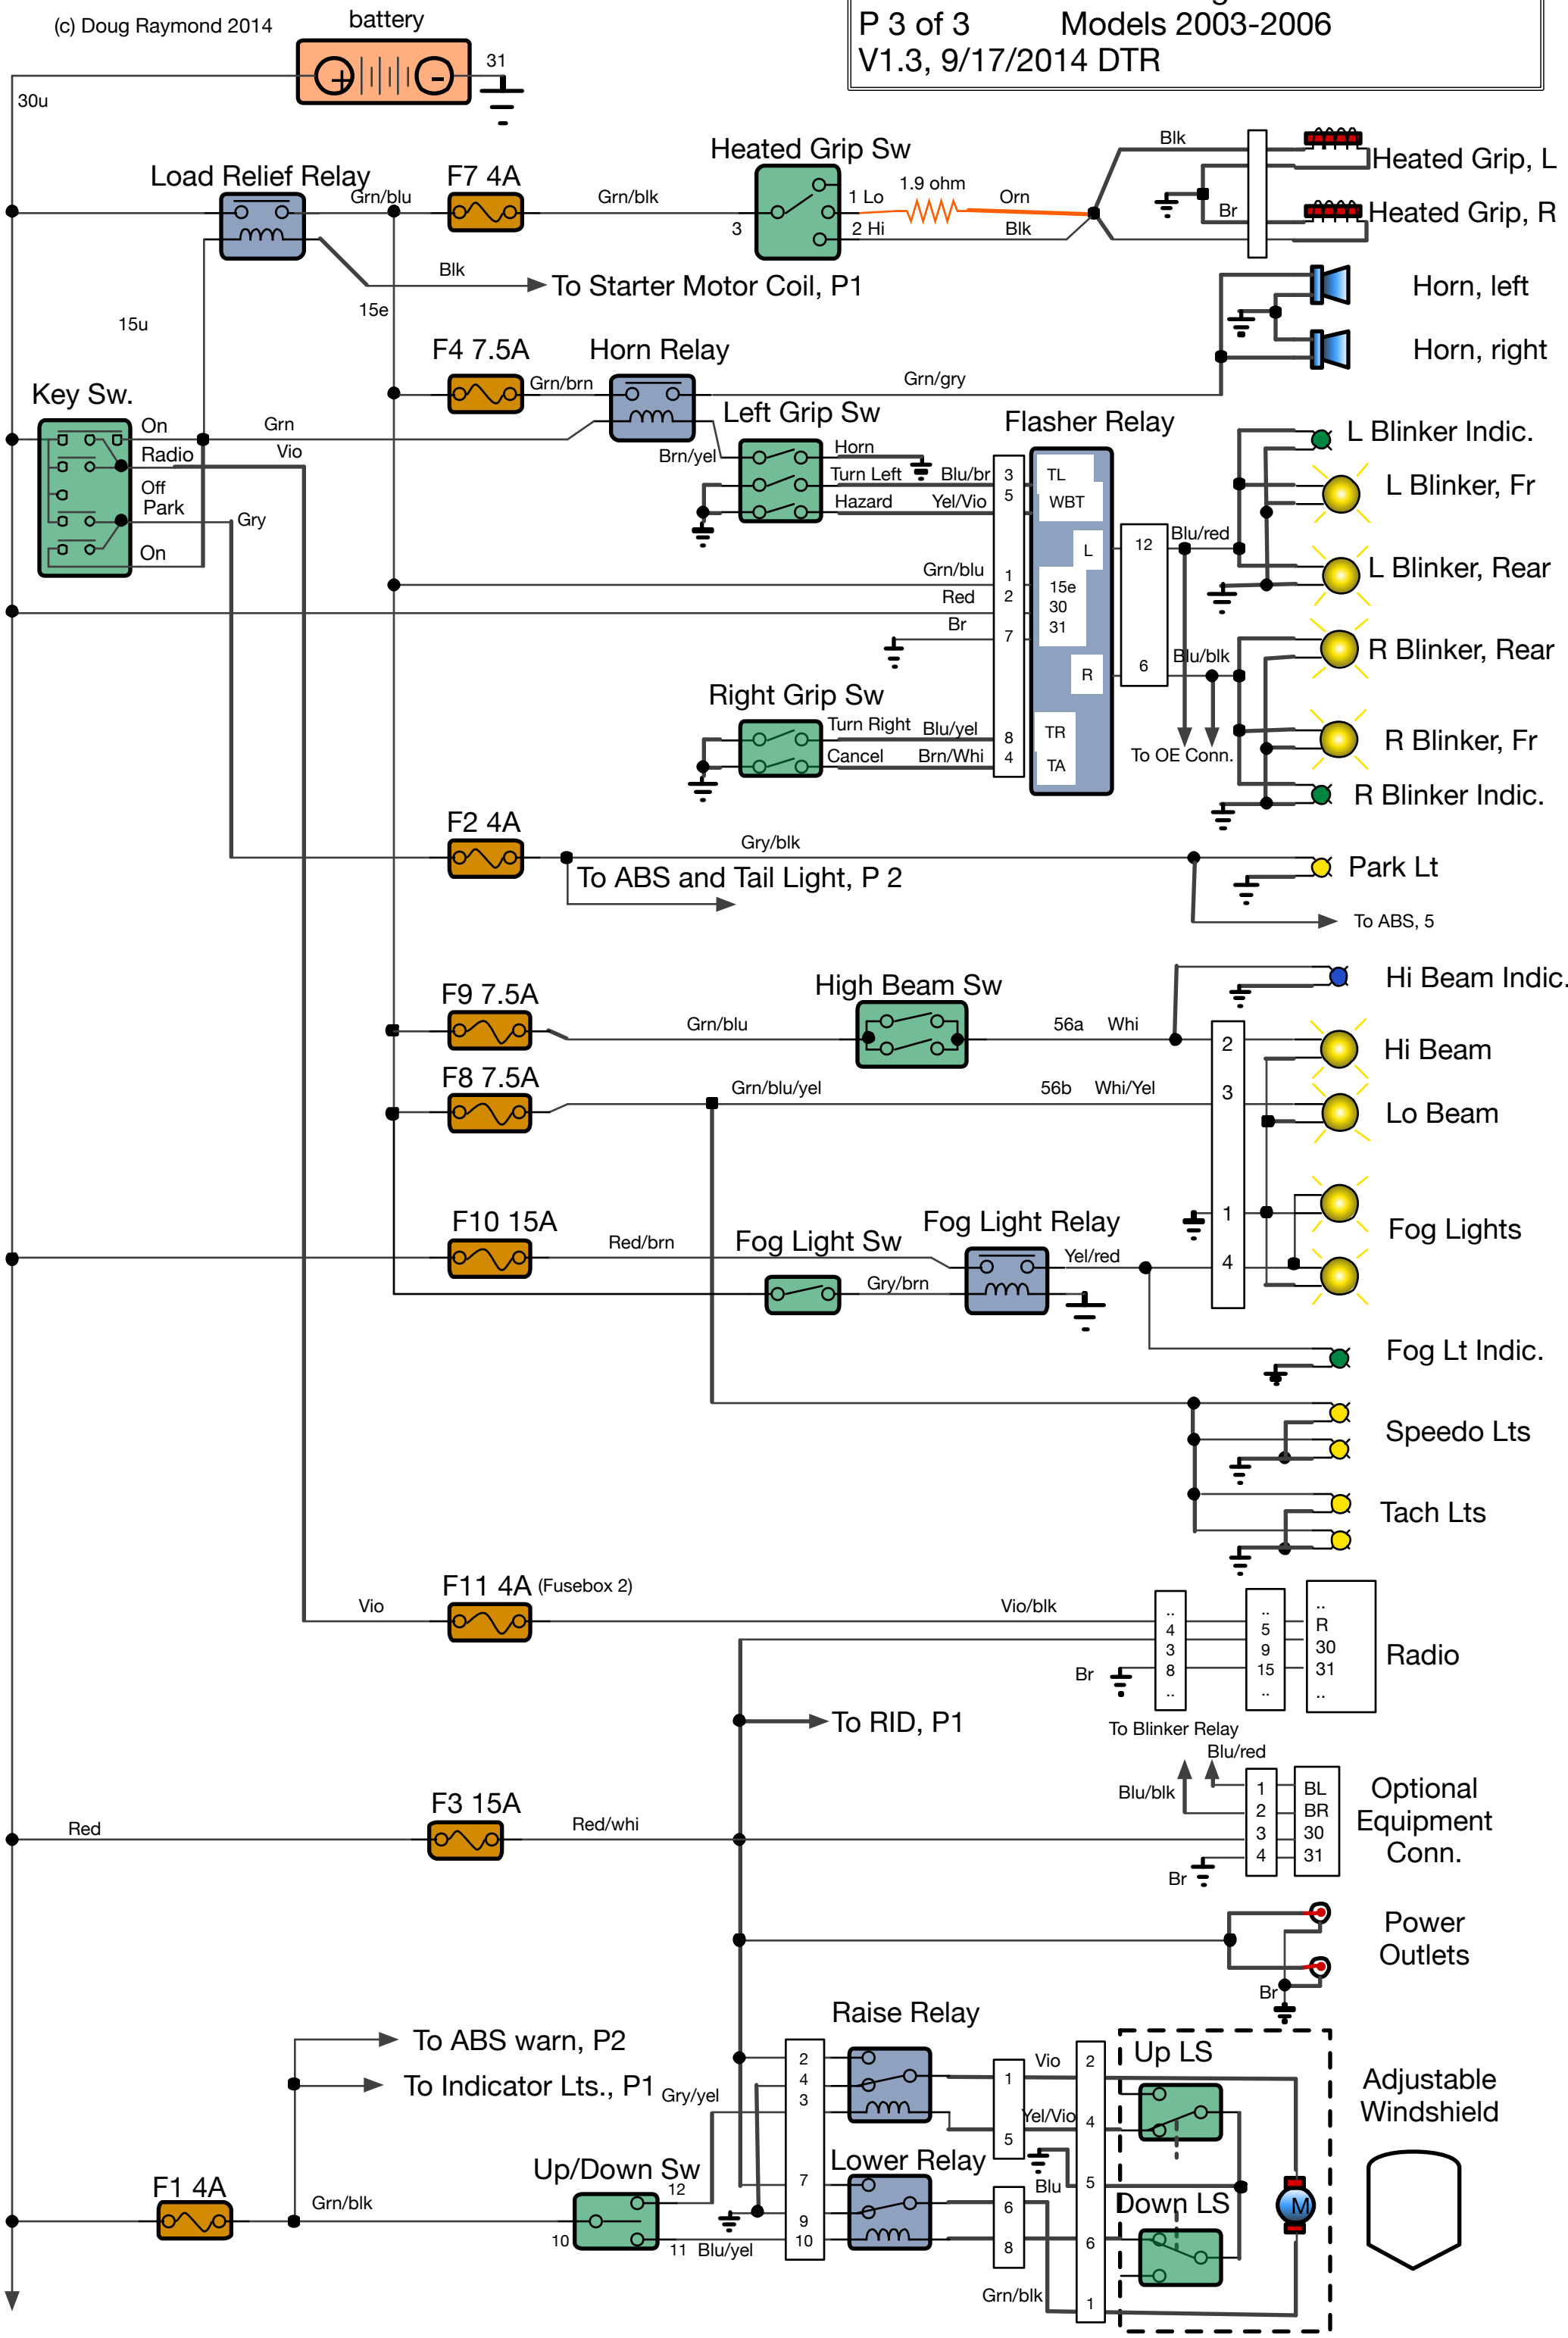 (c) Doug Raymond 2014
battery
P 3 of 3 Models 2003-2006
V1.3, 9/17/2014 DTR
31
30u
Load Relief Relay
Grn/blu
F7 4A
Grn/blk
Heated Grip Sw
3
1 Lo
2 Hi
1.9 ohm
Orn
Blk
Blk
Br
Heated Grip, L
Heated Grip, R
Blk
To Starter Motor Coil, P1
15u
15e
Horn, left
Horn, right
F4 7.5A
Grn/brn
Horn Relay
Grn/gry
Key Sw.
On
Radio
Off
Park
On
Grn
Vio
Gry
Brn/yel
Left Grip Sw
Horn
Turn Left
Hazard
Blu/br
Yel/Vio
Flasher Relay
3
5
1
2
7
8
4
TL
WBT
L
15e
30
31
R
TR
TA
12
6
Blu/red
Blu/blk
To OE Conn.
Grn/blu
Red
Br
L Blinker Indic.
L Blinker, Fr
L Blinker, Rear
R Blinker, Rear
R Blinker, Fr
R Blinker Indic.
Right Grip Sw
Turn Right
Cancel
Blu/yel
Brn/Whi
F2 4A
Gry/blk
To ABS and Tail Light, P 2
Park Lt
To ABS, 5
F9 7.5A
Grn/blu
High Beam Sw
56a Whi
Hi Beam Indic.
Hi Beam
F8 7.5A
Grn/blu/yel
56b Whi/Yel
Lo Beam
2
3
1
4
F10 15A
Red/brn
Fog Light Sw
Gry/brn
Fog Light Relay
Yel/red
Fog Lights
Fog Lt Indic.
Speedo Lts
Tach Lts
F11 4A (Fusebox 2)
Vio
Vio/blk
Br
..
4
3
8
..
..
5
9
15
..
..
R
30
31
..
Radio
To RID, P1
To Blinker Relay
Blu/red
Blu/blk
Br
1
2
3
4
BL
BR
30
31
Optional
Equipment
Conn.
Red
F3 15A
Red/whi
Power
Outlets
Br
To ABS warn, P2
To Indicator Lts., P1
F1 4A
Grn/blk
Up/Down Sw
10
12
11
Gry/yel
Blu/yel
2
4
3
7
9
10
Raise Relay
Lower Relay
1
5
6
8
Vio
Yel/Vio
Blu
Grn/blk
2
4
5
6
1
Up LS
Down LS
M
Adjustable
Windshield